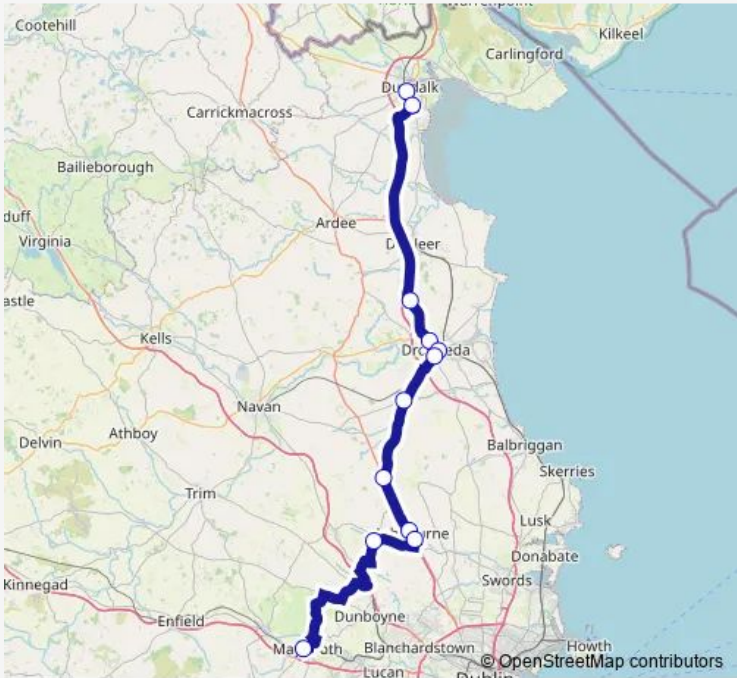 Cootehill
Kilkeel
Carlingford
Carrickmacross
Bailieborough
Ardee
Virginia
Kells
Navan
Athboy
Delvin
Balbriggan
Skerries
Trim
Lusk
Donabate
Kinnegad
Swords
Enfield
Dunboyne
Blanchardstown
Howth
Lucan
© OpenStreetMap contributors